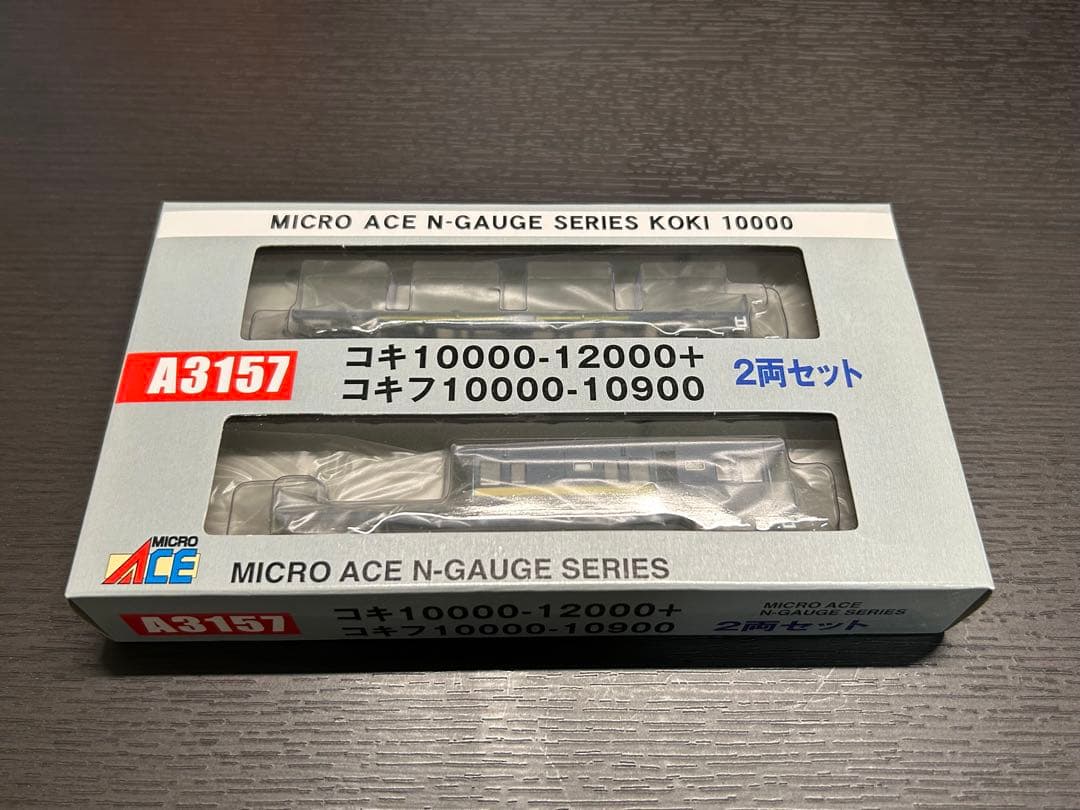 MICRO ACE N-GAUGE SERIES KOKI 10000
A3157
コキ10000-12000+
コキフ10000-10900
2両セット
MICRO ACE
MICRO ACE N-GAUGE SERIES
A3157
コキ10000-12000+
コキフ10000-10900
MICRO ACE
N-GAUGE SERIES
2両セット